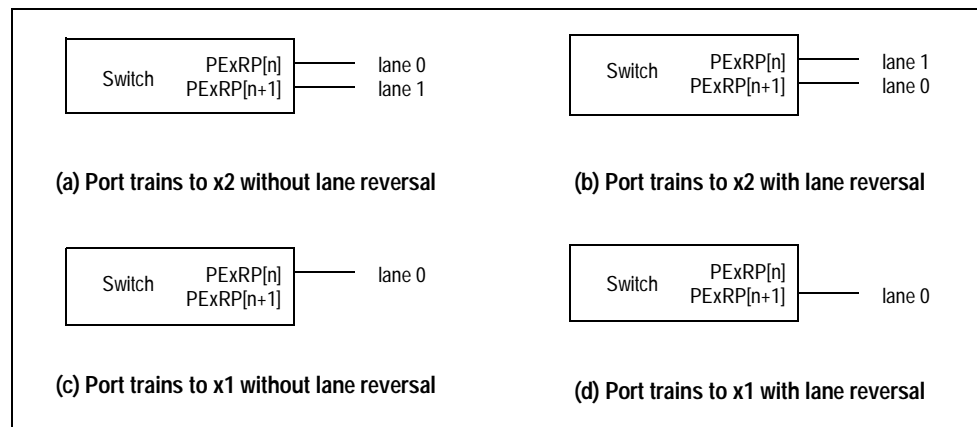 Switch
PExRP[n]
PExRP[n+1]
lane 0
lane 1
(a) Port trains to x2 without lane reversal
Switch
PExRP[n]
PExRP[n+1]
lane 1
lane 0
(b) Port trains to x2 with lane reversal
Switch
PExRP[n]
PExRP[n+1]
lane 0
(c) Port trains to x1 without lane reversal
Switch
PExRP[n]
PExRP[n+1]
lane 0
(d) Port trains to x1 with lane reversal